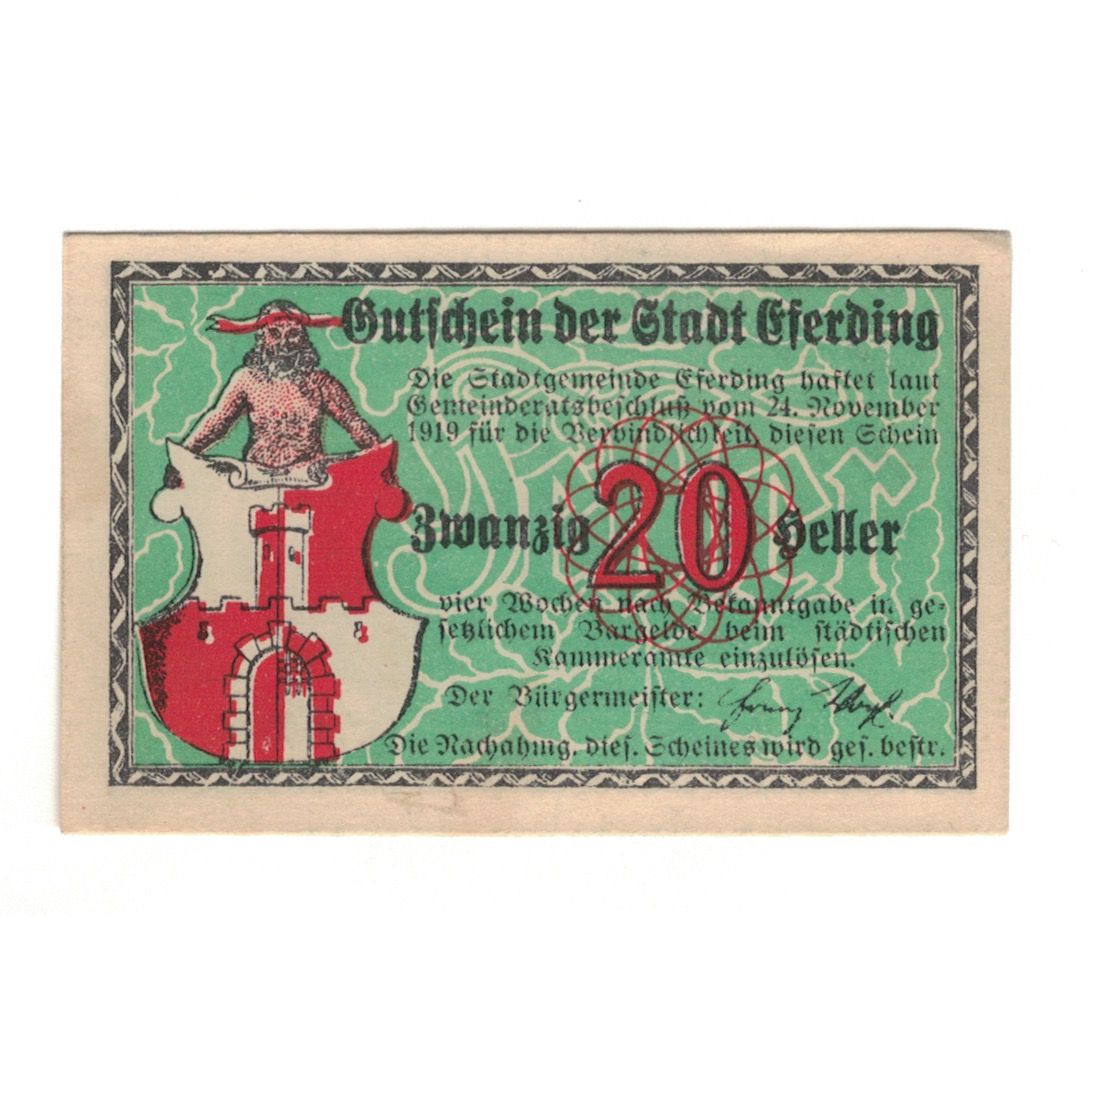 Gutschein der Stadt Eferding
Die Stadtgemeinde Eferding haftet laut
Gemeinderatsbeschluß vom 24. November
1919 für die Verbindlichkeit, diesen Schein
Zwanzig 20 Heller
vier Wochen nach Bekanntgabe in ge-
setzlichem Bargelde beim städtischen
Kammeramte einzulösen.
Der Bürgermeister:
Die Nachahmg. dies. Scheines wird ges. bestr.